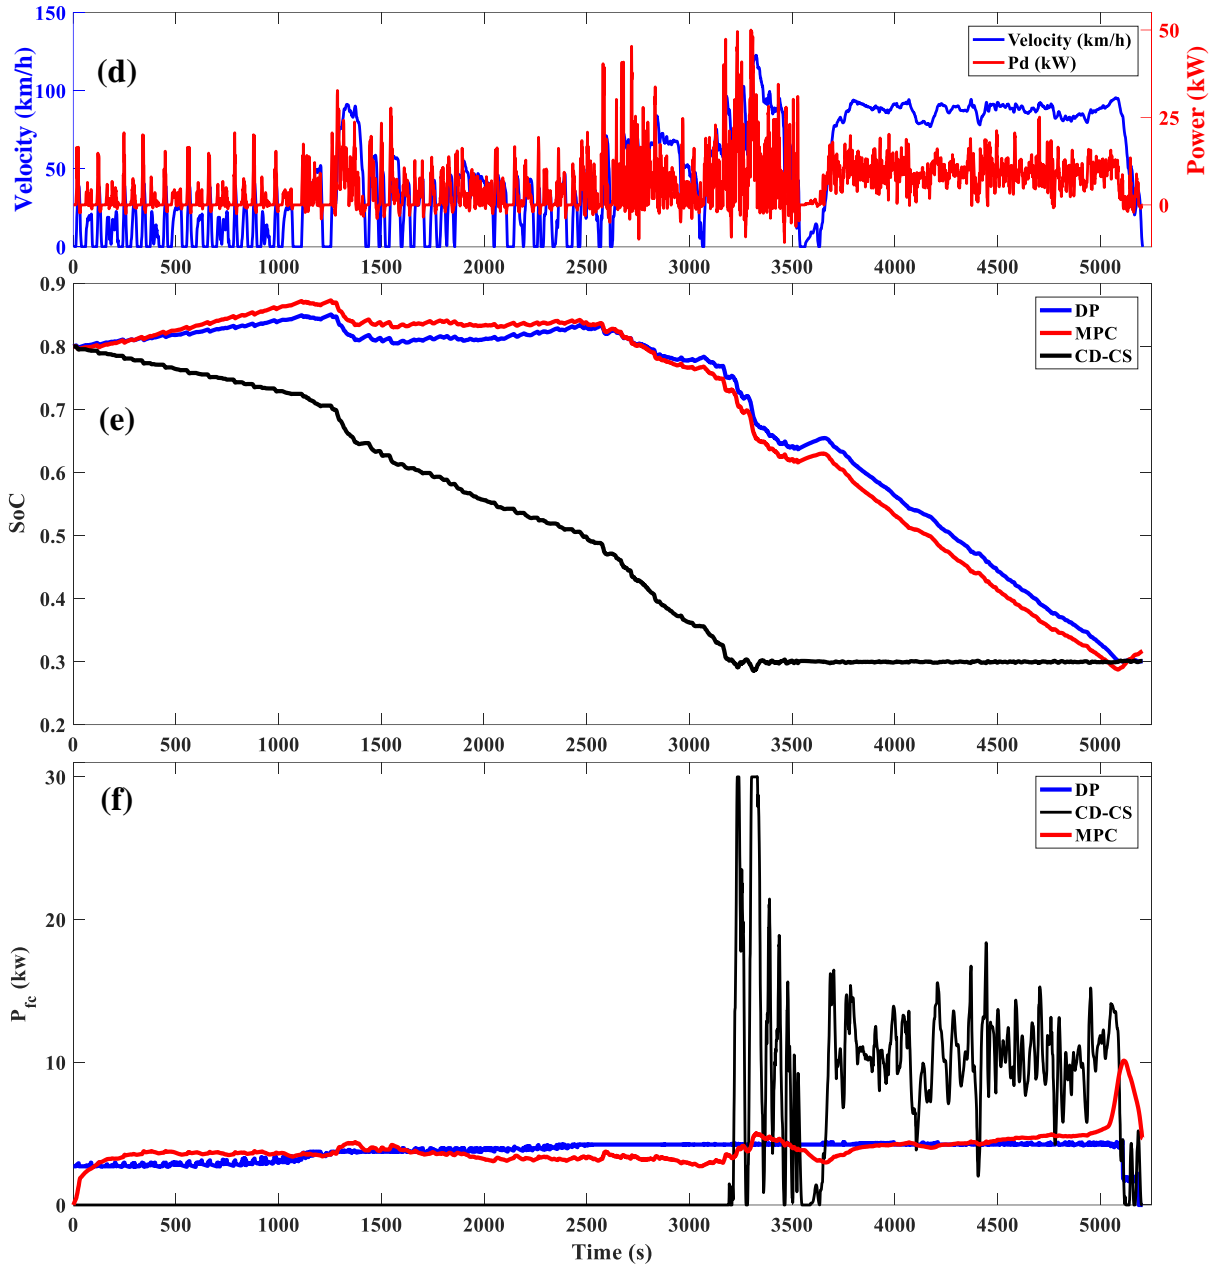 (d)
Velocity (km/h)
150
100
50
0
Velocity (km/h)
Pd (kW)
50
25
0
Power (kW)
0 500 1000 1500 2000 2500 3000 3500 4000 4500 5000
(e)
SoC
0.9
0.8
0.7
0.6
0.5
0.4
0.3
0.2
DP
MPC
CD-CS
0 500 1000 1500 2000 2500 3000 3500 4000 4500 5000
(f)
P_fc (kw)
30
20
10
0
DP
CD-CS
MPC
0 500 1000 1500 2000 2500 3000 3500 4000 4500 5000
Time (s)